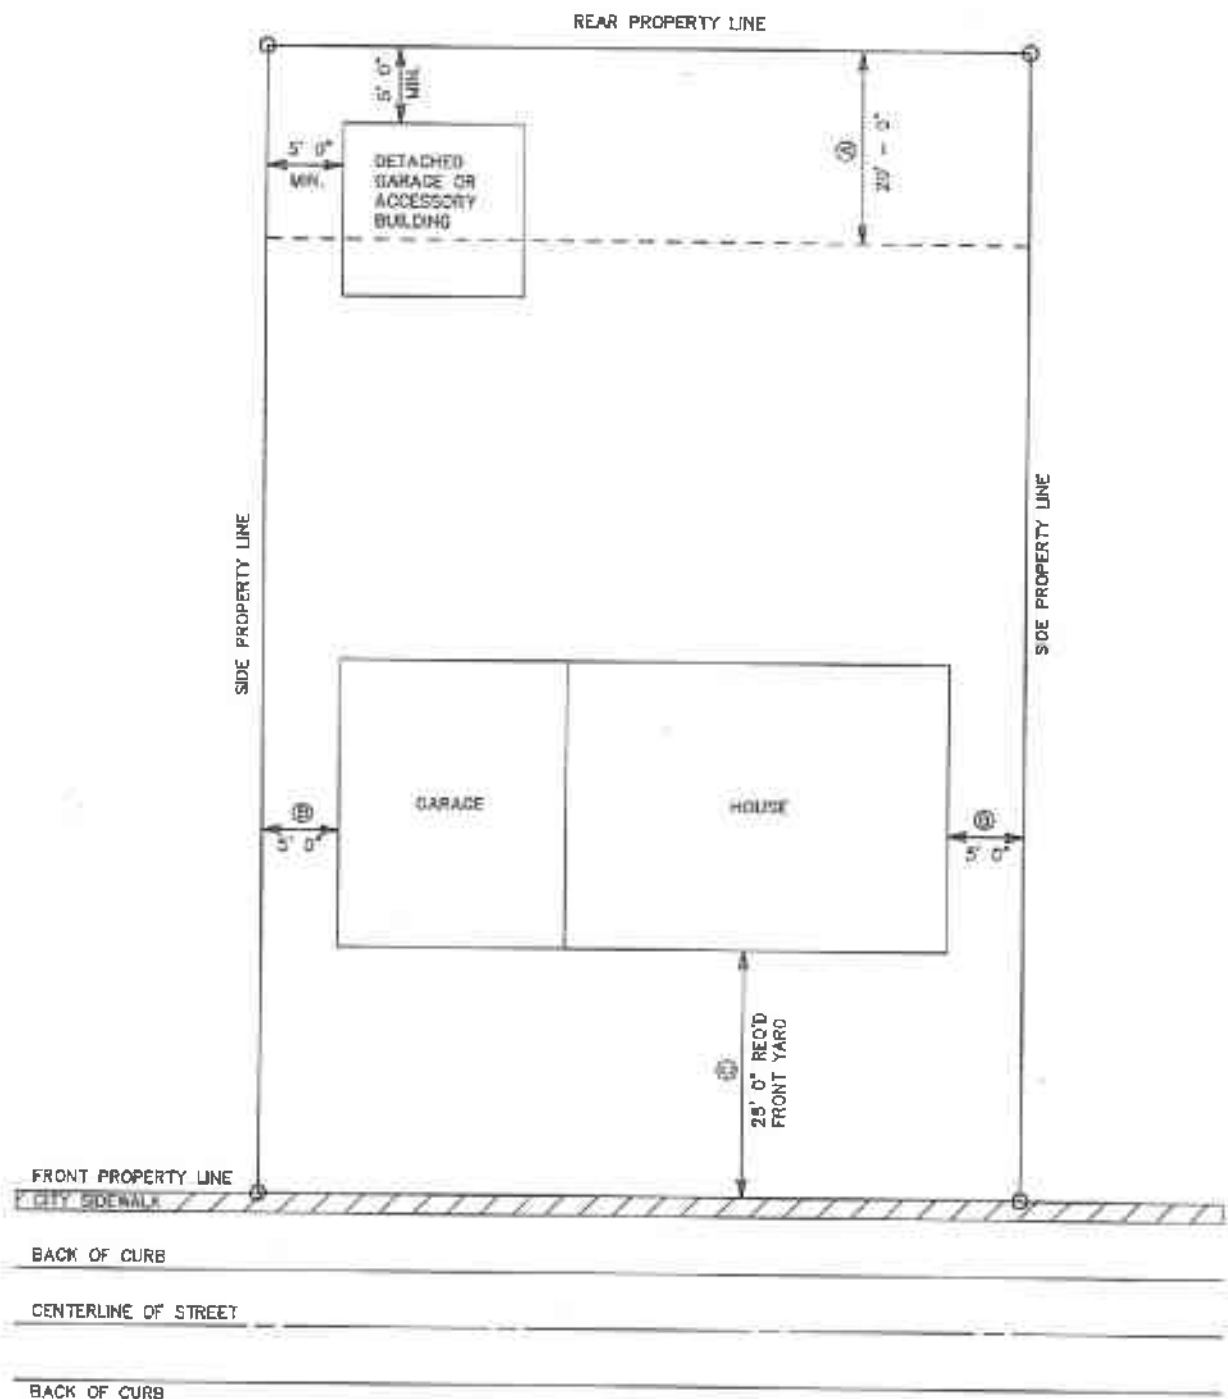 REAR PROPERTY LINE
5' 0"
MIN.
5' 0"
MIN.
DETACHED
GARAGE OR
ACCESSORY
BUILDING
A
20' - 0"
SIDE PROPERTY LINE
SIDE PROPERTY LINE
GARAGE
HOUSE
B
5' 0"
5' 0"
25' 0" REQ'D
FRONT YARD
FRONT PROPERTY LINE
CITY SIDEWALK
BACK OF CURB
CENTERLINE OF STREET
BACK OF CURB